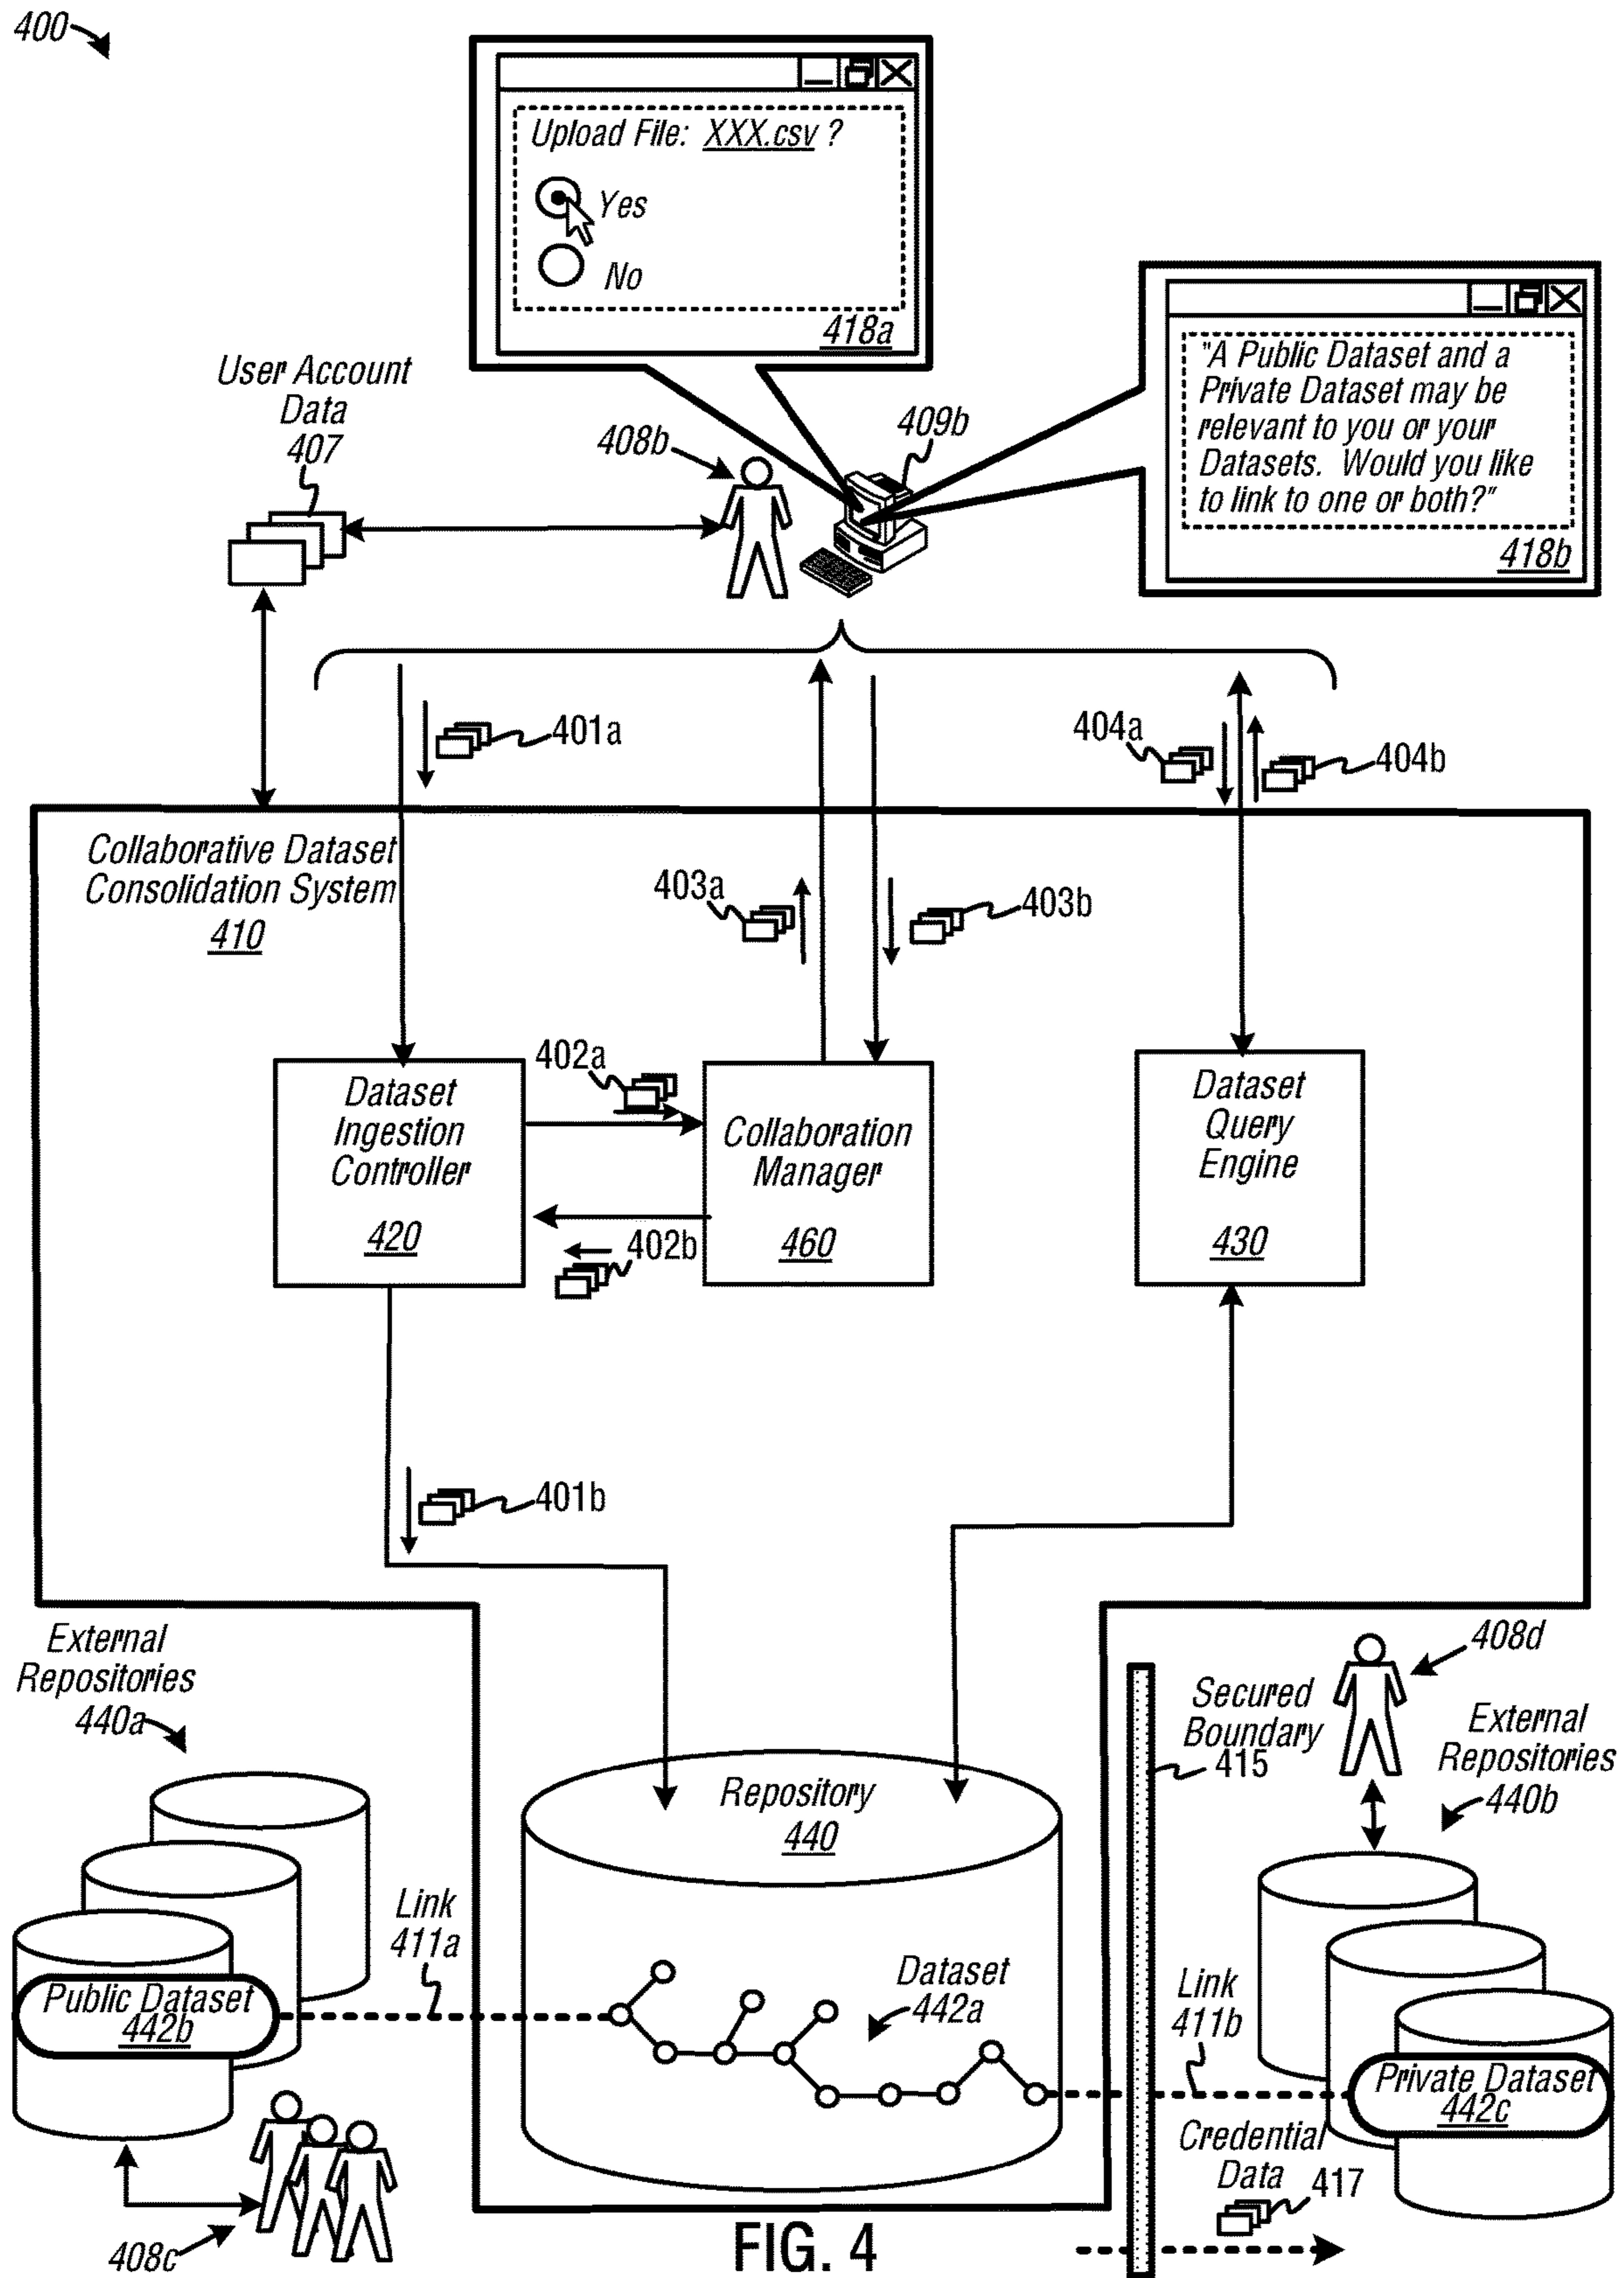 400
Upload File: XXX.csv ?
Yes
No
418a
"A Public Dataset and a
Private Dataset may be
relevant to you or your
Datasets. Would you like
to link to one or both?"
418b
User Account
Data
407
408b
409b
401a
404a
404b
Collaborative Dataset
Consolidation System
410
403a
403b
402a
Dataset
Ingestion
Controller
420
Collaboration
Manager
460
Dataset
Query
Engine
430
402b
401b
External
Repositories
440a
408d
Secured
Boundary
415
External
Repositories
440b
Repository
440
Link
411a
Dataset
442a
Link
411b
Public Dataset
442b
Private Dataset
442c
Credential
Data
417
408c
FIG. 4